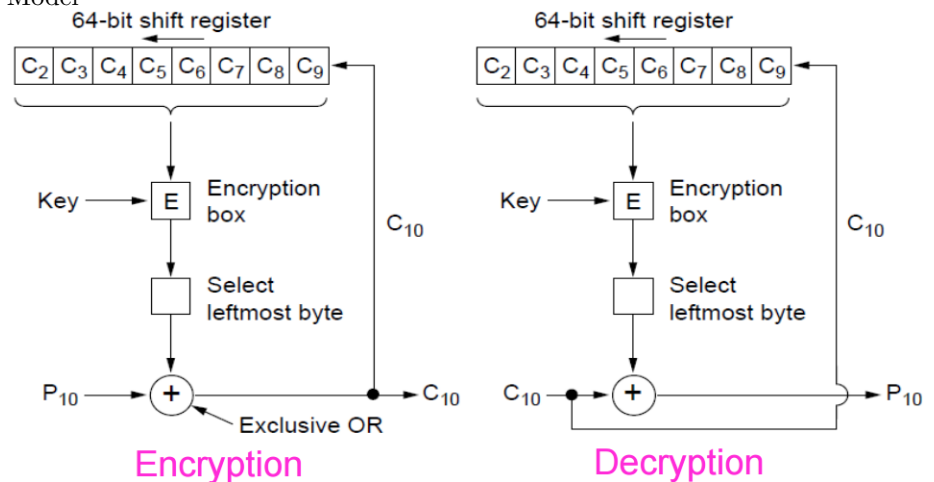 Model
64-bit shift register
C2 C3 C4 C5 C6 C7 C8 C9
Key
E
Encryption
box
C10
Select
leftmost byte
P10
+
C10
Exclusive OR
Encryption
64-bit shift register
C2 C3 C4 C5 C6 C7 C8 C9
Key
E
Encryption
box
C10
Select
leftmost byte
C10
+
P10
Decryption